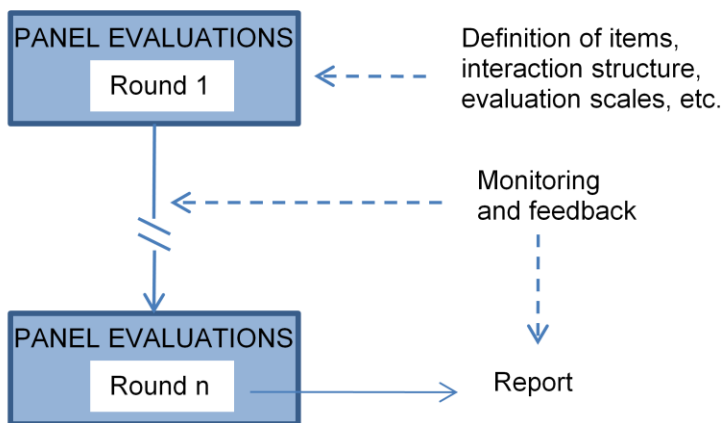 PANEL EVALUATIONS
Round 1
Definition of items,
interaction structure,
evaluation scales, etc.
Monitoring
and feedback
PANEL EVALUATIONS
Round n
Report